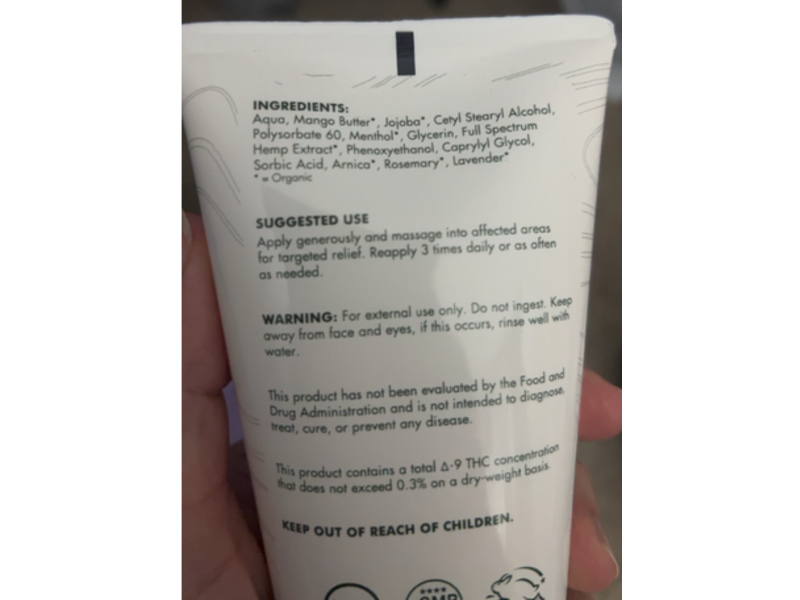 INGREDIENTS:
Aqua, Mango Butter*, Jojoba*, Cetyl Stearyl Alcohol,
Polysorbate 60, Menthol*, Glycerin, Full Spectrum
Hemp Extract*, Phenoxyethanol, Caprylyl Glycol,
Sorbic Acid, Arnica*, Rosemary*, Lavender*
* = Organic
SUGGESTED USE
Apply generously and massage into affected areas
for targeted relief. Reapply 3 times daily or as often
as needed.
WARNING: For external use only. Do not ingest. Keep
away from face and eyes, if this occurs, rinse well with
water.
This product has not been evaluated by the Food and
Drug Administration and is not intended to diagnose,
treat, cure, or prevent any disease.
This product contains a total Δ-9 THC concentration
that does not exceed 0.3% on a dry-weight basis.
KEEP OUT OF REACH OF CHILDREN.